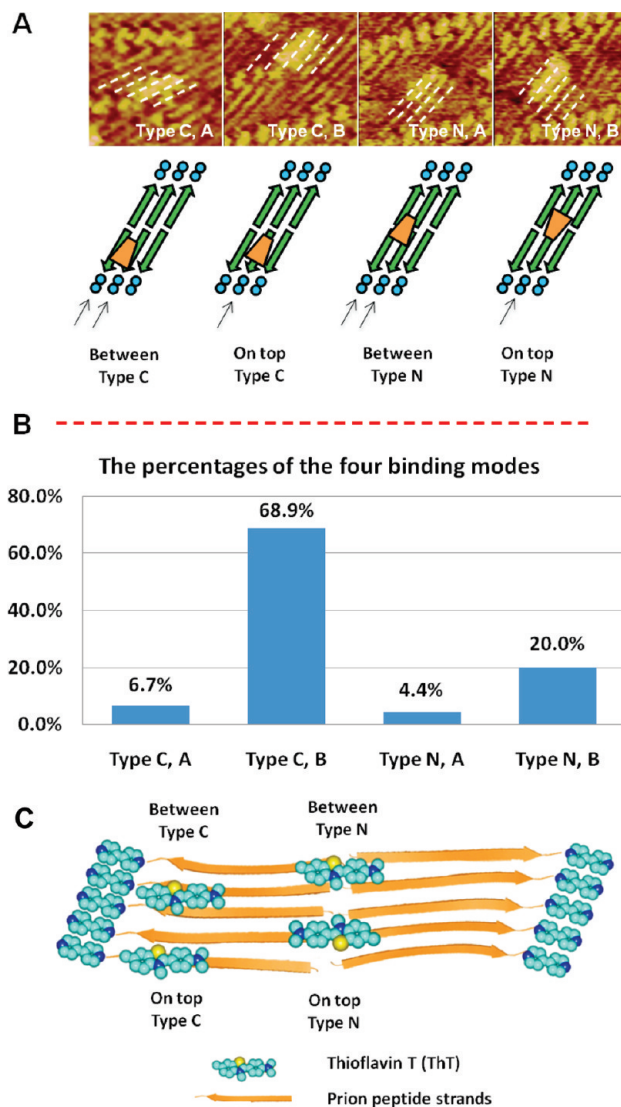 A
Type C, A Type C, B Type N, A Type N, B
Between On top Between On top
Type C Type C Type N Type N
B
The percentages of the four binding modes
80.0%
68.9%
60.0%
40.0%
20.0%
20.0%
6.7%
4.4%
0.0%
Type C, A Type C, B Type N, A Type N, B
C
Between Between
Type C Type N
On top On top
Type C Type N
Thioflavin T (ThT)
Prion peptide strands